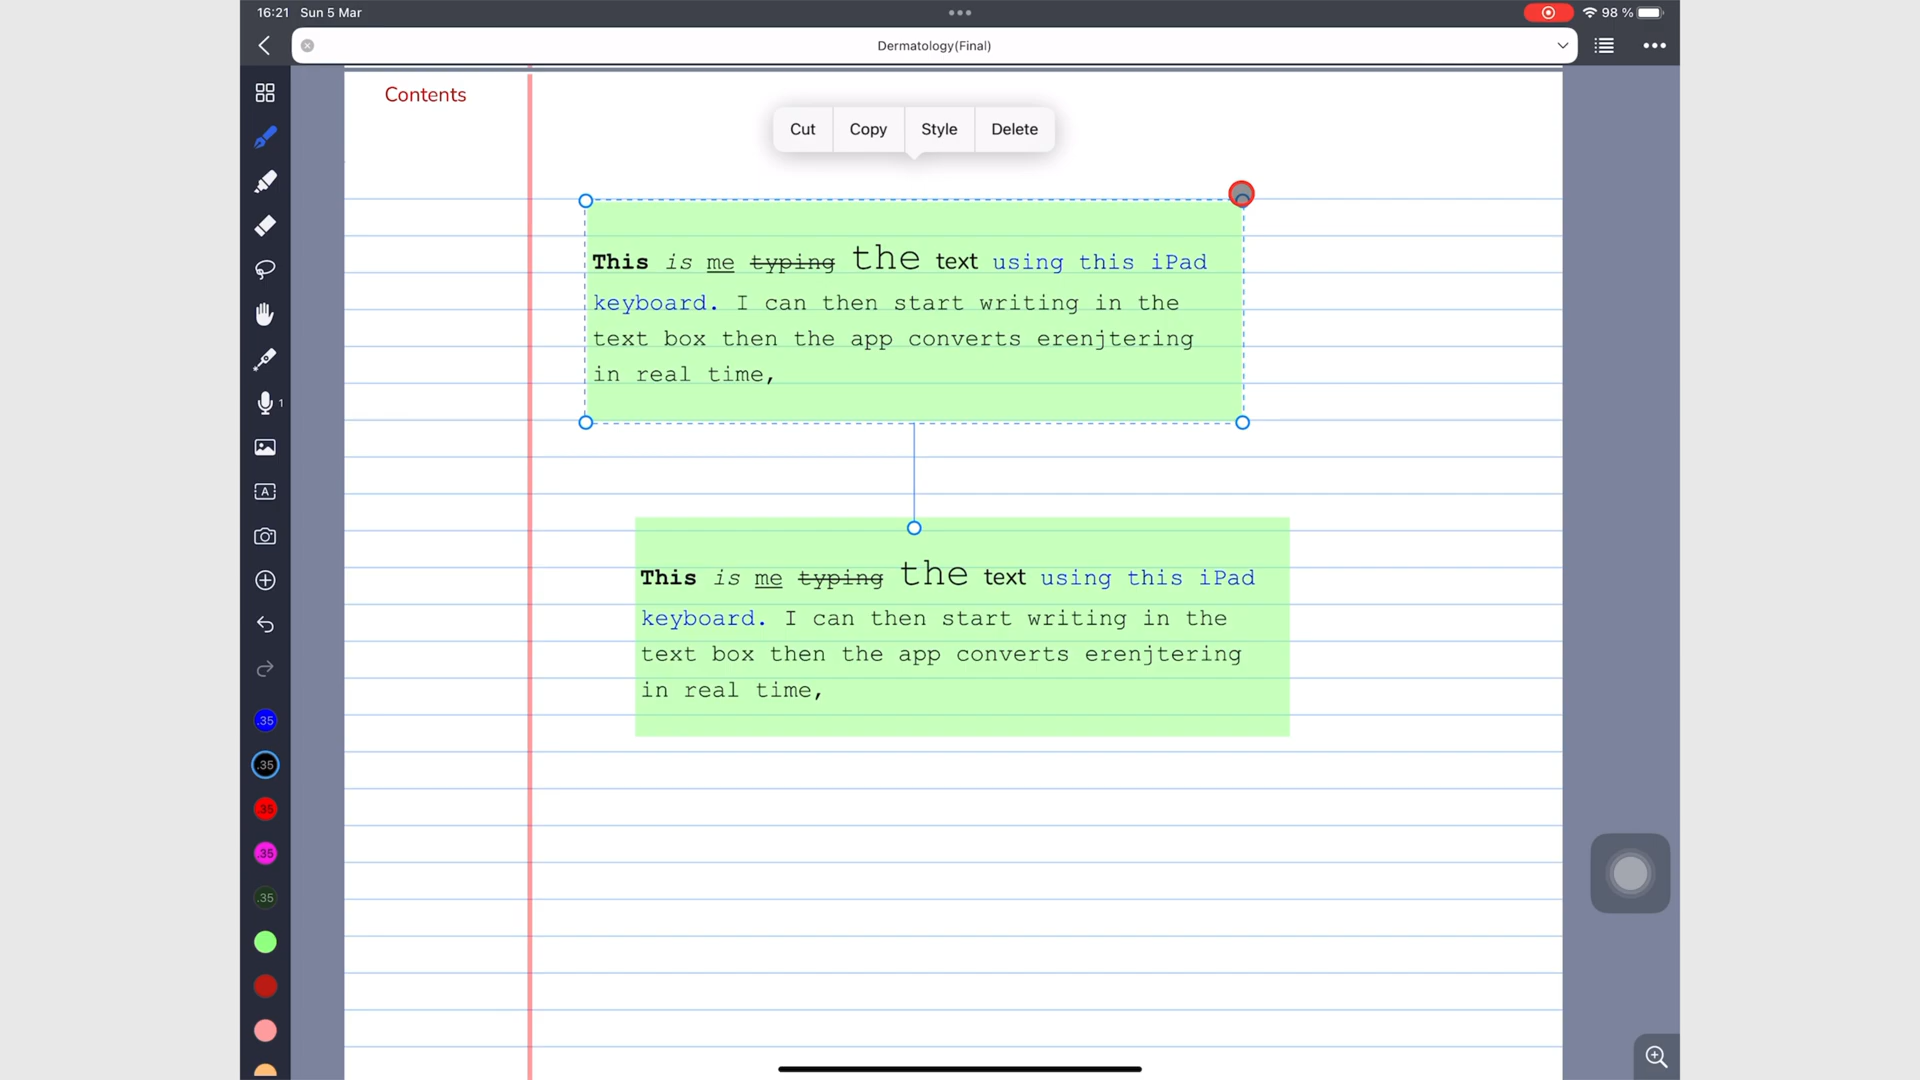 16:21 Sun 5 Mar
98 %
Dermatology(Final)
Contents
Cut Copy Style Delete
This is me typing the text using this iPad
keyboard. I can then start writing in the
text box then the app converts erenjtering
in real time,
This is me typing the text using this iPad
keyboard. I can then start writing in the
text box then the app converts erenjtering
in real time,
1
A
.35
.35
.35
.35
.35